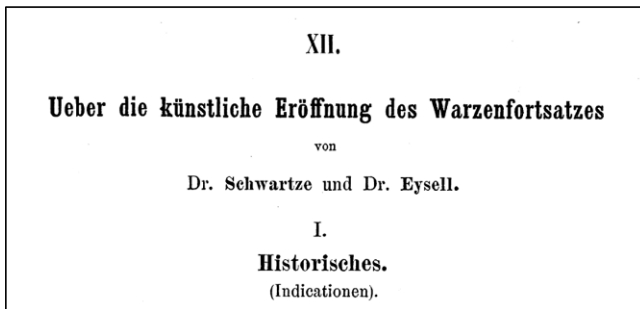 XII.
Ueber die künstliche Eröffnung des Warzenfortsatzes
von
Dr. Schwartze und Dr. Eysell.
I.
Historisches.
(Indicationen).